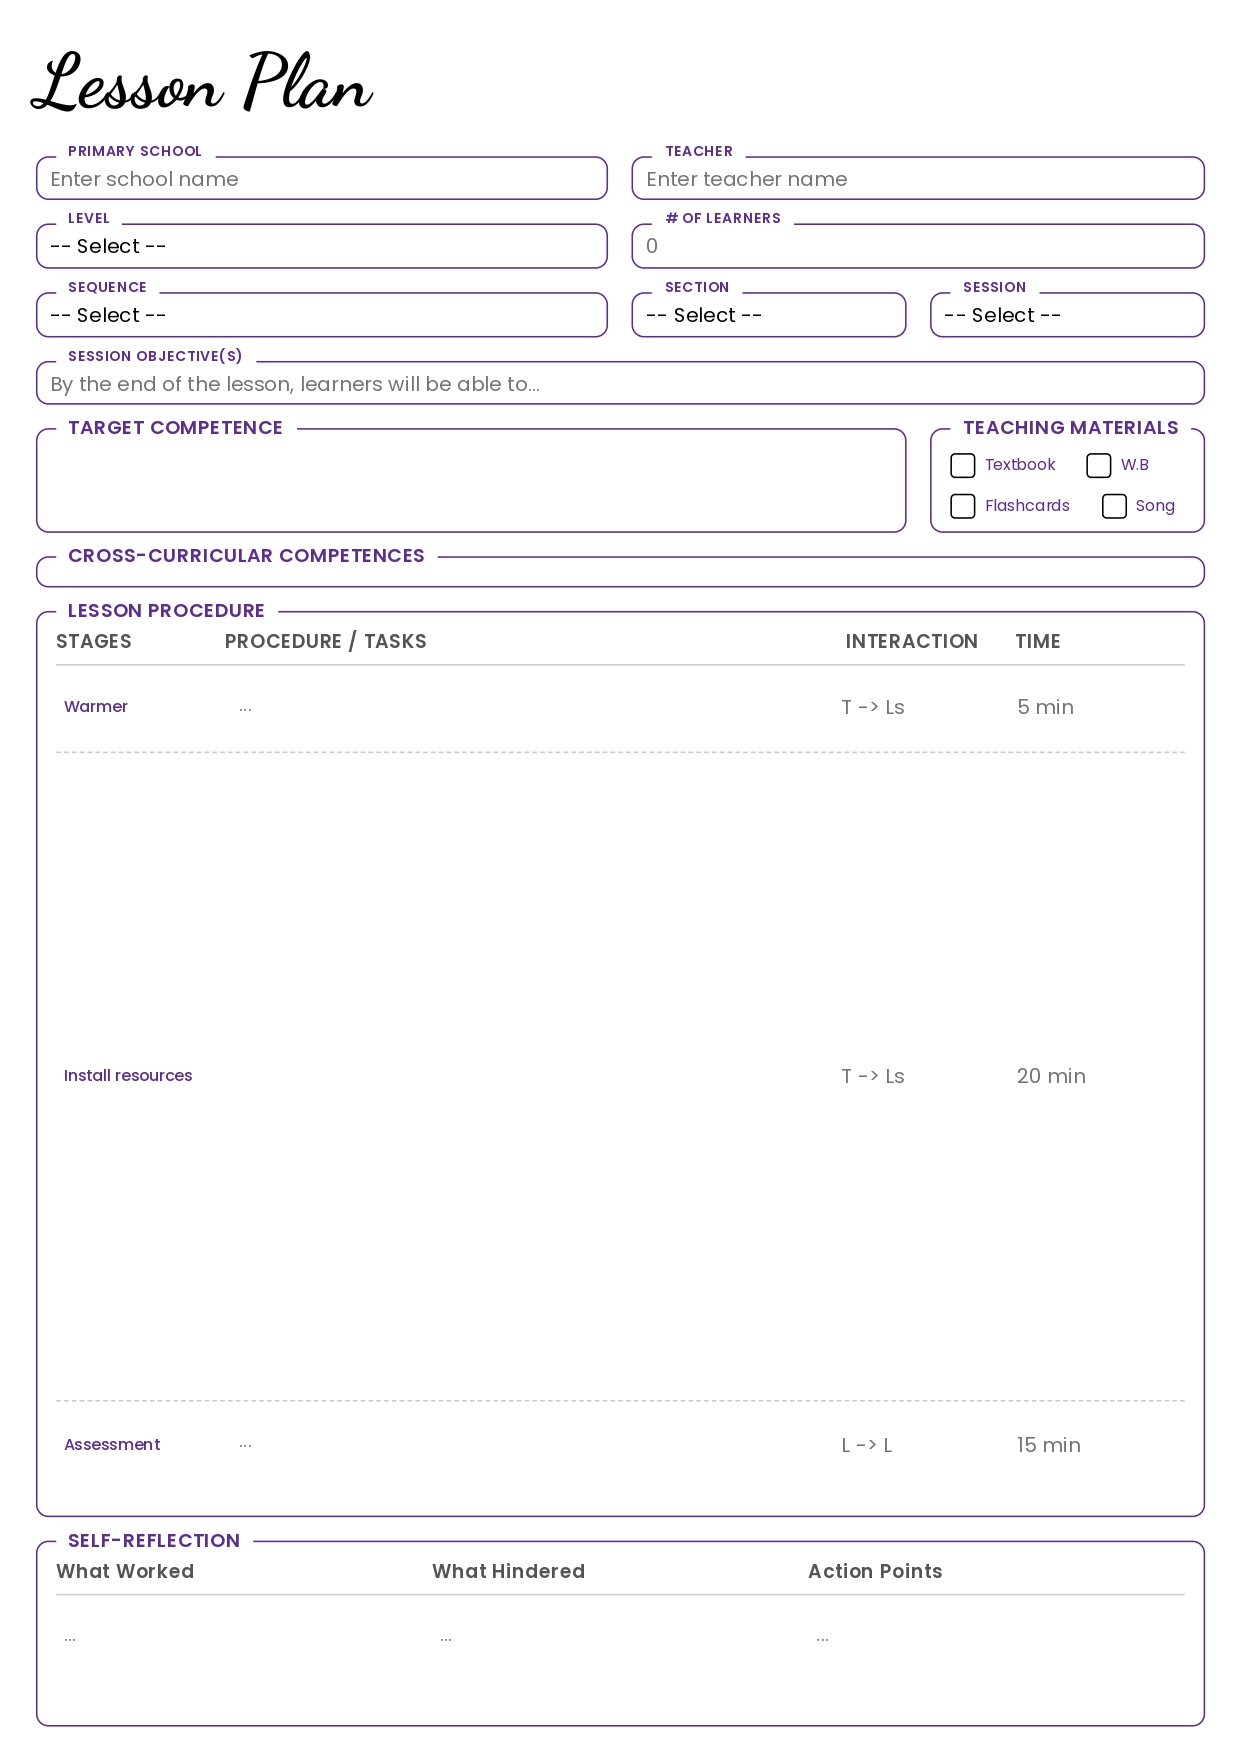 Lesson Plan
PRIMARY SCHOOL TEACHER
Enter school name Enter teacher name
LEVEL # OF LEARNERS
-- Select -- 0
SEQUENCE SECTION SESSION
-- Select -- -- Select -- -- Select --
SESSION OBJECTIVE(S)
By the end of the lesson, learners will be able to...
TARGET COMPETENCE TEACHING MATERIALS
Textbook W.B
Flashcards Song
CROSS-CURRICULAR COMPETENCES
LESSON PROCEDURE
STAGES PROCEDURE / TASKS INTERACTION TIME
Warmer ... T -> Ls 5 min
Install resources T -> Ls 20 min
Assessment ... L -> L 15 min
SELF-REFLECTION
What Worked What Hindered Action Points
... ... ...